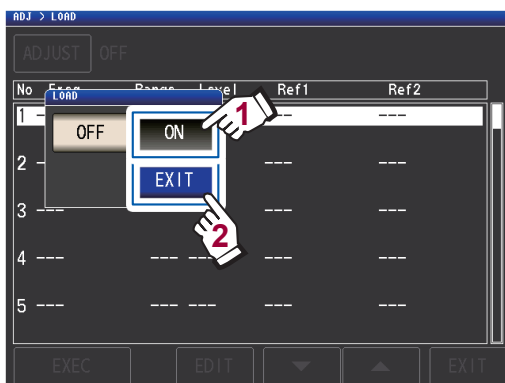 ADJ > LOAD
ADJUST OFF
No Freq Range Level Ref1 Ref2
LOAD
1 - --- ---
OFF ON
1
2 -
EXIT
3 --- --- ---
2
4 --- --- --- --- ---
5 --- --- --- --- ---
EXEC EDIT ▼ ▲ EXIT